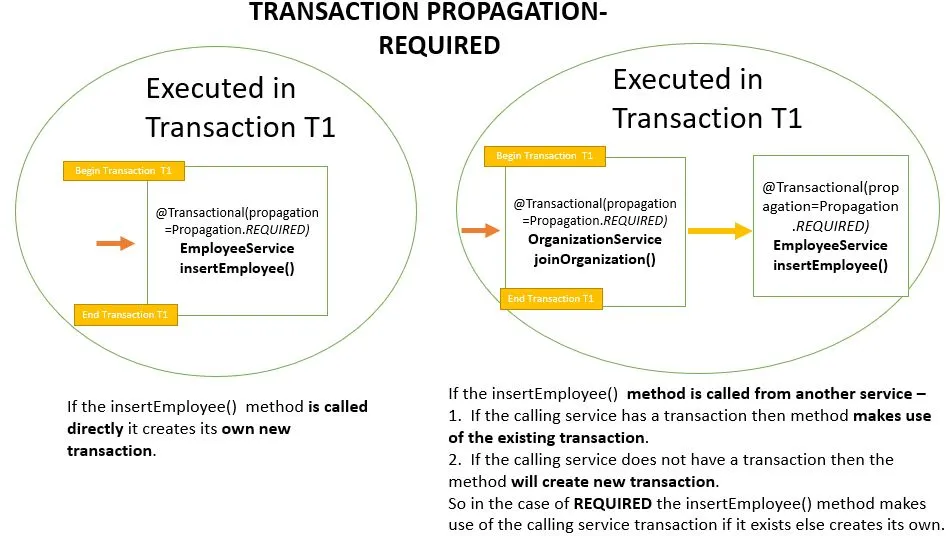 TRANSACTION PROPAGATION-
REQUIRED
Executed in
Transaction T1
Begin Transaction T1
@Transactional(propagation
=Propagation.REQUIRED)
EmployeeService
insertEmployee()
End Transaction T1
If the insertEmployee() method is called
directly it creates its own new
transaction.
Executed in
Transaction T1
Begin Transaction T1
@Transactional(propagation
=Propagation.REQUIRED)
OrganizationService
joinOrganization()
End Transaction T1
@Transactional(prop
agation=Propagation
.REQUIRED)
EmployeeService
insertEmployee()
If the insertEmployee() method is called from another service –
1. If the calling service has a transaction then method makes use
of the existing transaction.
2. If the calling service does not have a transaction then the
method will create new transaction.
So in the case of REQUIRED the insertEmployee() method makes
use of the calling service transaction if it exists else creates its own.